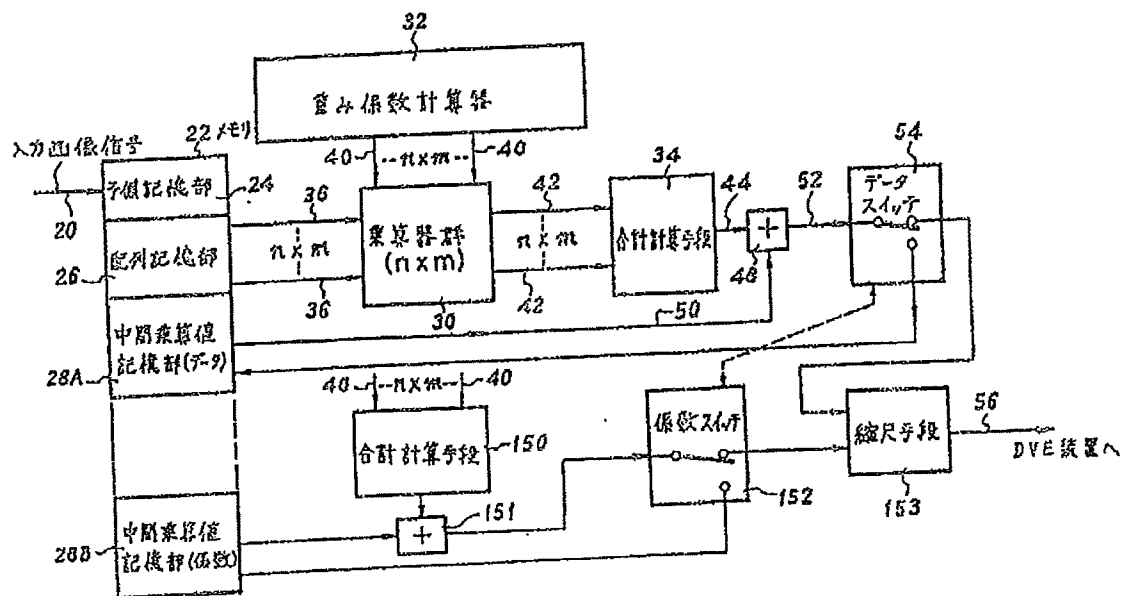 32
重み係数計算器
入力画像信号
22 メモリ
40 ‥n×m‥ 40
54
予備記憶部
24
34
データ
スイッチ
20
36
42
44
52
配列記憶部
26
n×m
乗算器群
(n×m)
n×m
合計計算手段
+
48
36
42
30
50
中間乗算値
記憶部(データ)
28A
40 ‥n×m‥ 40
係数スイッチ
56
合計計算手段
150
縮尺手段
DVE装置へ
152
153
中間乗算値
記憶部(係数)
28B
+
151